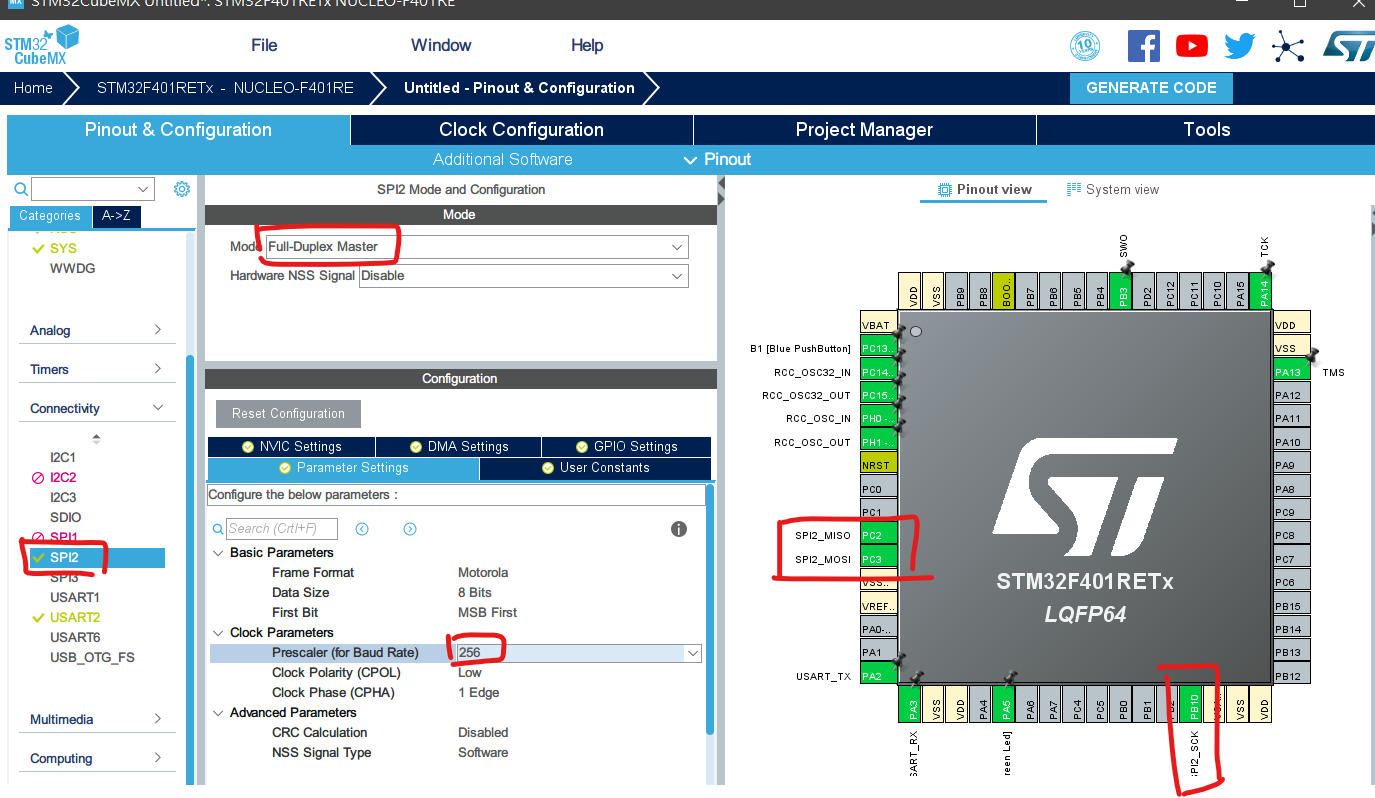 STM32CubeMX Untitled*: STM32F401RETx NUCLEO-F401RE
STM32
CubeMX
File
Window
Help
10
ST
Home
STM32F401RETx - NUCLEO-F401RE
Untitled - Pinout & Configuration
GENERATE CODE
Pinout & Configuration
Clock Configuration
Project Manager
Tools
Additional Software
Pinout
Categories
A->Z
SYS
WWDG
Analog
Timers
Connectivity
I2C1
I2C2
I2C3
SDIO
SPI1
SPI2
SPI3
USART1
USART2
USART6
USB_OTG_FS
Multimedia
Computing
SPI2 Mode and Configuration
Mode
Mode Full-Duplex Master
Hardware NSS Signal Disable
Configuration
Reset Configuration
NVIC Settings
DMA Settings
GPIO Settings
Parameter Settings
User Constants
Configure the below parameters :
Search (Crtl+F)
Basic Parameters
Frame Format Motorola
Data Size 8 Bits
First Bit MSB First
Clock Parameters
Prescaler (for Baud Rate) 256
Clock Polarity (CPOL) Low
Clock Phase (CPHA) 1 Edge
Advanced Parameters
CRC Calculation Disabled
NSS Signal Type Software
Pinout view
System view
SWO
TCK
VDD
VSS
PB9
PB8
BOO..
PB7
PB6
PB5
PB4
PB3
PD2
PC12
PC11
PC10
PA15
PA14
VBAT
B1 [Blue PushButton] PC13..
RCC_OSC32_IN PC14..
RCC_OSC32_OUT PC15..
RCC_OSC_IN PH0 -..
RCC_OSC_OUT PH1 -..
NRST
PC0
PC1
SPI2_MISO PC2
SPI2_MOSI PC3
VSS..
VREF..
PA0-..
PA1
USART_TX PA2
STM32F401RETx
LQFP64
VDD
VSS
PA13 TMS
PA12
PA11
PA10
PA9
PA8
PC9
PC8
PC7
PC6
PB15
PB14
PB13
PB12
PA3
VSS
VDD
PA4
PA5
PA6
PA7
PC4
PC5
PB0
PB1
PB2
PB10
VSS
VDD
SART_RX
reen Led]
SPI2_SCK